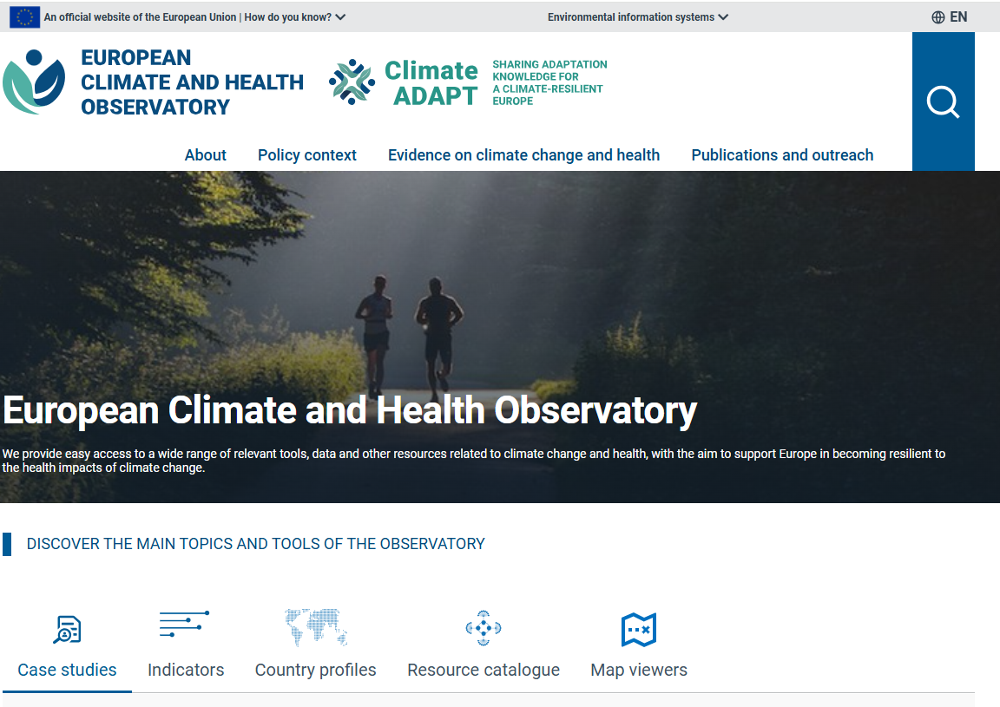 An official website of the European Union | How do you know?
Environmental information systems
EN
EUROPEAN
CLIMATE AND HEALTH
OBSERVATORY
Climate
ADAPT
SHARING ADAPTATION
KNOWLEDGE FOR
A CLIMATE-RESILIENT
EUROPE
About
Policy context
Evidence on climate change and health
Publications and outreach
European Climate and Health Observatory
We provide easy access to a wide range of relevant tools, data and other resources related to climate change and health, with the aim to support Europe in becoming resilient to
the health impacts of climate change.
DISCOVER THE MAIN TOPICS AND TOOLS OF THE OBSERVATORY
Case studies
Indicators
Country profiles
Resource catalogue
Map viewers